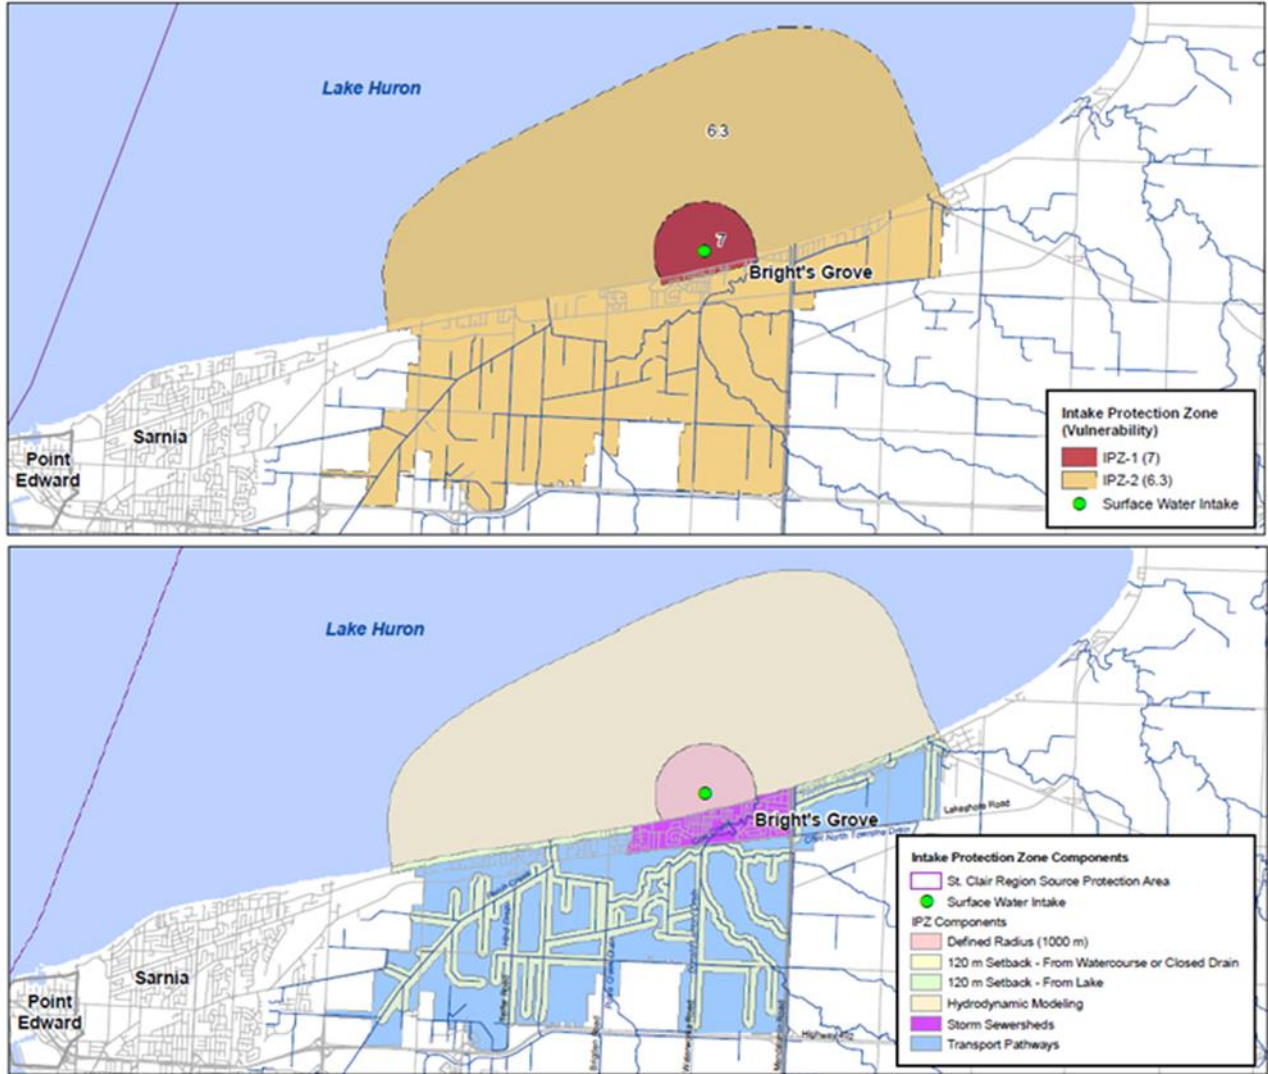 Lake Huron
6.3
7
Bright's Grove
Sarnia
Point
Edward
Intake Protection Zone
(Vulnerability)
IPZ-1 (7)
IPZ-2 (6.3)
Surface Water Intake
Lake Huron
Lakeshore Road
Bright's Grove
Sarnia
Point
Edward
Intake Protection Zone Components
St. Clair Region Source Protection Area
Surface Water Intake
IPZ Components
Defined Radius (1000 m)
120 m Setback - From Watercourse or Closed Drain
120 m Setback - From Lake
Hydrodynamic Modeling
Storm Sewersheds
Transport Pathways